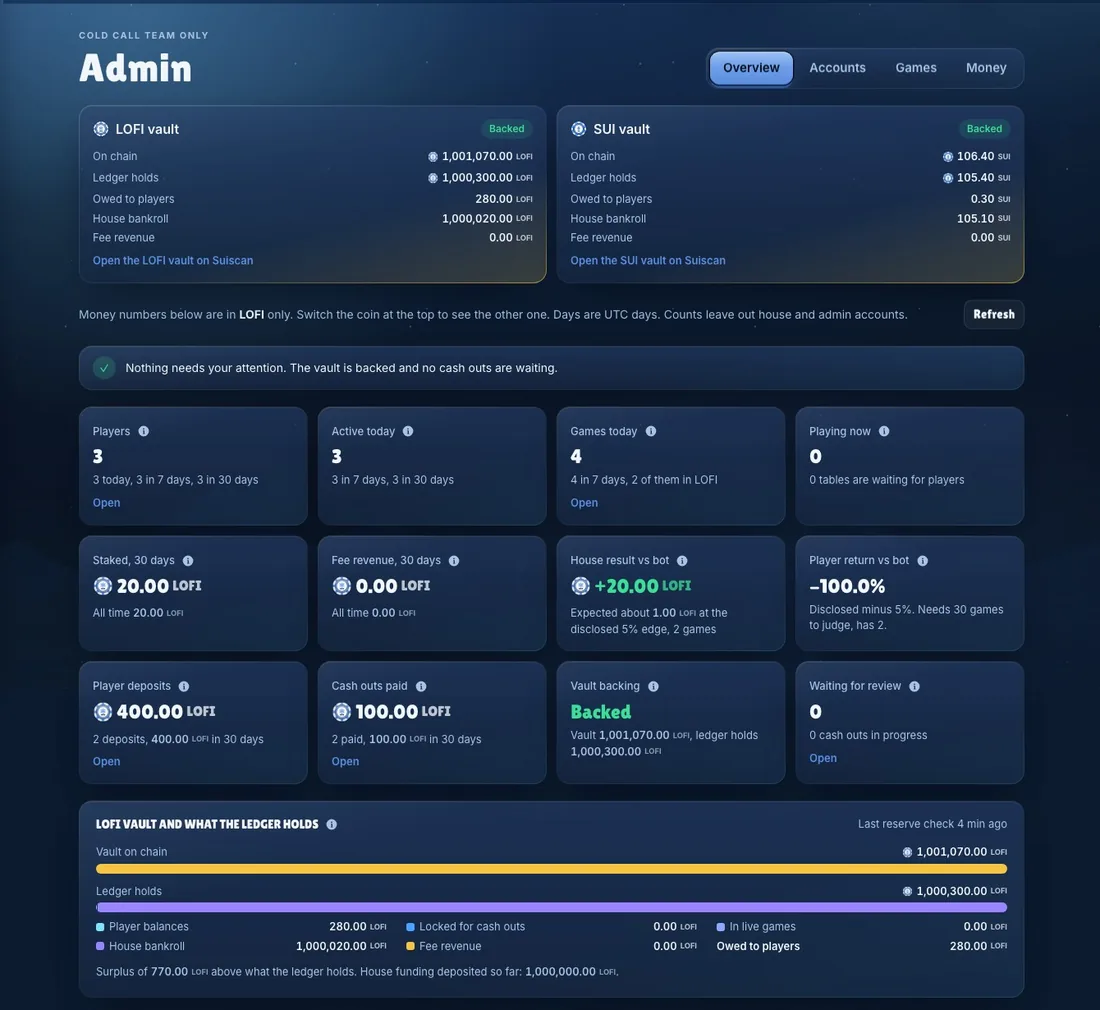 COLD CALL TEAM ONLY
Admin
Overview Accounts Games Money
LOFI vault Backed
On chain 1,001,070.00 LOFI
Ledger holds 1,000,300.00 LOFI
Owed to players 280.00 LOFI
House bankroll 1,000,020.00 LOFI
Fee revenue 0.00 LOFI
Open the LOFI vault on Suiscan
SUI vault Backed
On chain 106.40 SUI
Ledger holds 105.40 SUI
Owed to players 0.30 SUI
House bankroll 105.10 SUI
Fee revenue 0.00 SUI
Open the SUI vault on Suiscan
Money numbers below are in LOFI only. Switch the coin at the top to see the other one. Days are UTC days. Counts leave out house and admin accounts. Refresh
Nothing needs your attention. The vault is backed and no cash outs are waiting.
Players
3
3 today, 3 in 7 days, 3 in 30 days
Open
Active today
3
3 in 7 days, 3 in 30 days
Games today
4
4 in 7 days, 2 of them in LOFI
Open
Playing now
0
0 tables are waiting for players
Staked, 30 days
20.00 LOFI
All time 20.00 LOFI
Fee revenue, 30 days
0.00 LOFI
All time 0.00 LOFI
House result vs bot
+20.00 LOFI
Expected about 1.00 LOFI at the
disclosed 5% edge, 2 games
Player return vs bot
−100.0%
Disclosed minus 5%. Needs 30 games
to judge, has 2.
Player deposits
400.00 LOFI
2 deposits, 400.00 LOFI in 30 days
Open
Cash outs paid
100.00 LOFI
2 paid, 100.00 LOFI in 30 days
Open
Vault backing
Backed
Vault 1,001,070.00 LOFI, ledger holds
1,000,300.00 LOFI
Waiting for review
0
0 cash outs in progress
Open
LOFI VAULT AND WHAT THE LEDGER HOLDS Last reserve check 4 min ago
Vault on chain 1,001,070.00 LOFI
Ledger holds 1,000,300.00 LOFI
Player balances 280.00 LOFI Locked for cash outs 0.00 LOFI In live games 0.00 LOFI
House bankroll 1,000,020.00 LOFI Fee revenue 0.00 LOFI Owed to players 280.00 LOFI
Surplus of 770.00 LOFI above what the ledger holds. House funding deposited so far: 1,000,000.00 LOFI.